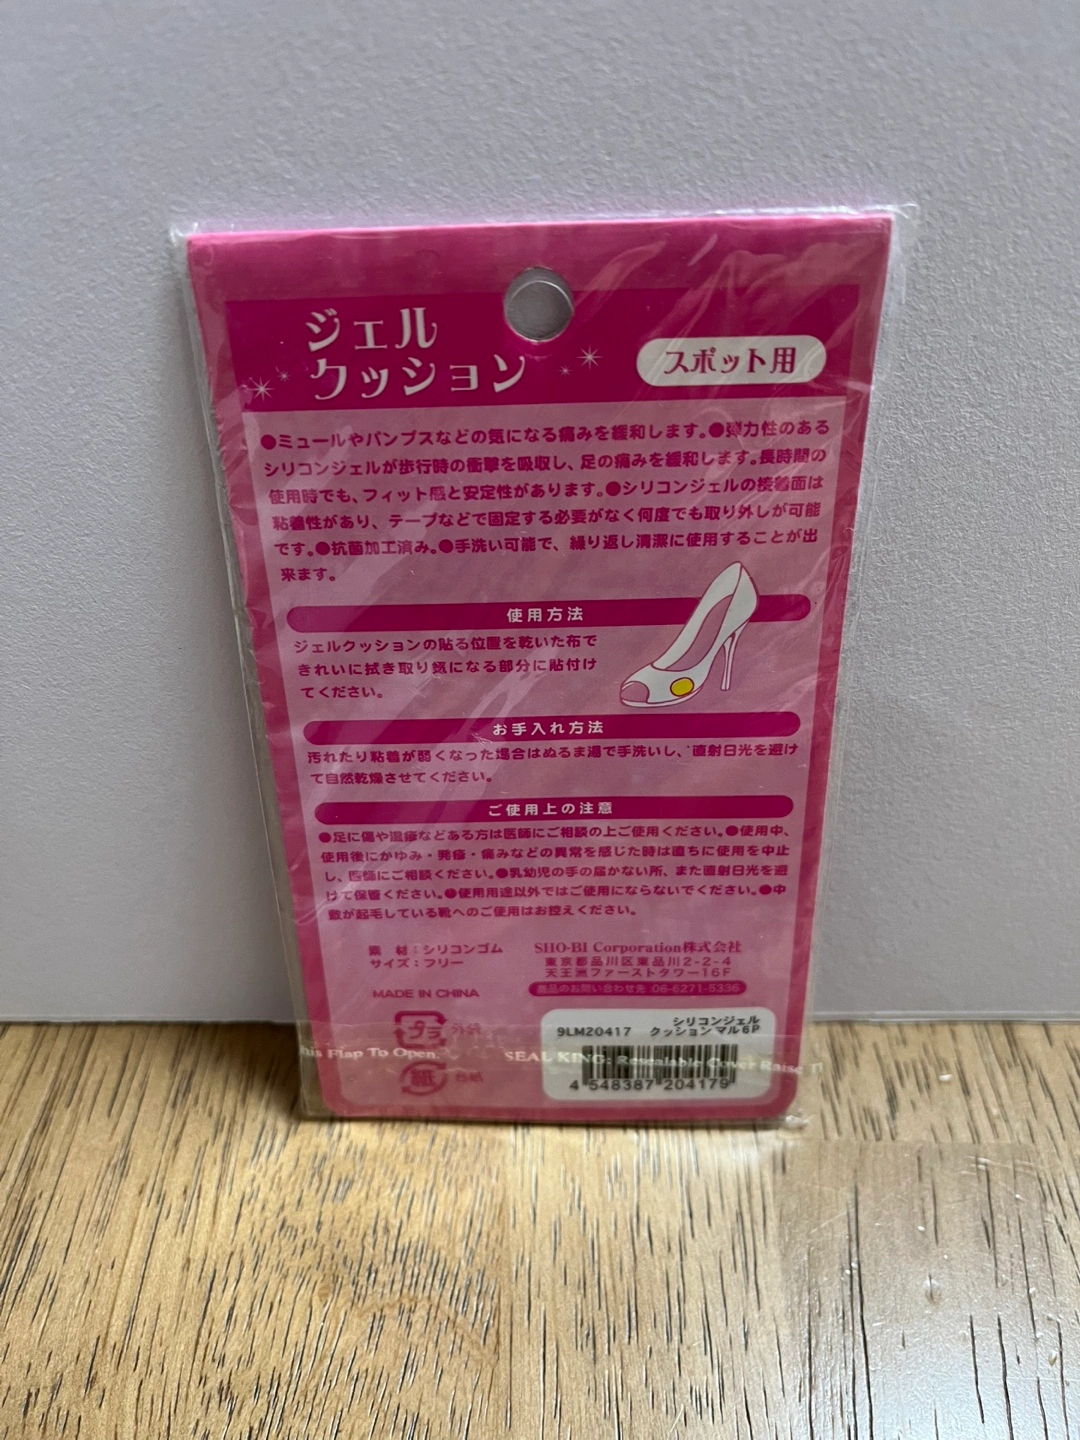 ジェル
クッション
スポット用
●ミュールやパンプスなどの気になる痛みを緩和します。●弾力性のある
シリコンジェルが歩行時の衝撃を吸収し、足の痛みを緩和します。長時間の
使用時でも、フィット感と安定性があります。●シリコンジェルの接着面は
粘着性があり、テープなどで固定する必要がなく何度でも取り外しが可能
です。●抗菌加工済み。●手洗い可能で、繰り返し清潔に使用することが出
来ます。
使用方法
ジェルクッションの貼る位置を乾いた布で
きれいに拭き取り気になる部分に貼付け
てください。
お手入れ方法
汚れたり粘着が弱くなった場合はぬるま湯で手洗いし、直射日光を避け
て自然乾燥させてください。
ご使用上の注意
●足に傷や湿疹などある方は医師にご相談の上ご使用ください。●使用中、
使用後にかゆみ・発疹・痛みなどの異常を感じた時は直ちに使用を中止
し、医師にご相談ください。●乳幼児の手の届かない所、また直射日光を避
けて保管ください。●使用用途以外ではご使用にならないでください。●中
敷が起毛している靴へのご使用はお控えください。
素 材：シリコンゴム
サイズ：フリー
MADE IN CHINA
SHO-BI Corporation株式会社
東京都品川区東品川2-2-4
天王洲ファーストタワー16F
商品のお問い合わせ先 06-6271-5336
プラ 外袋
紙 台紙
シリコンジェル
9LM20417 クッションマル6P
4 548387 204179
his Flap To Open. SEAL KING: Resealable Cover Raise T